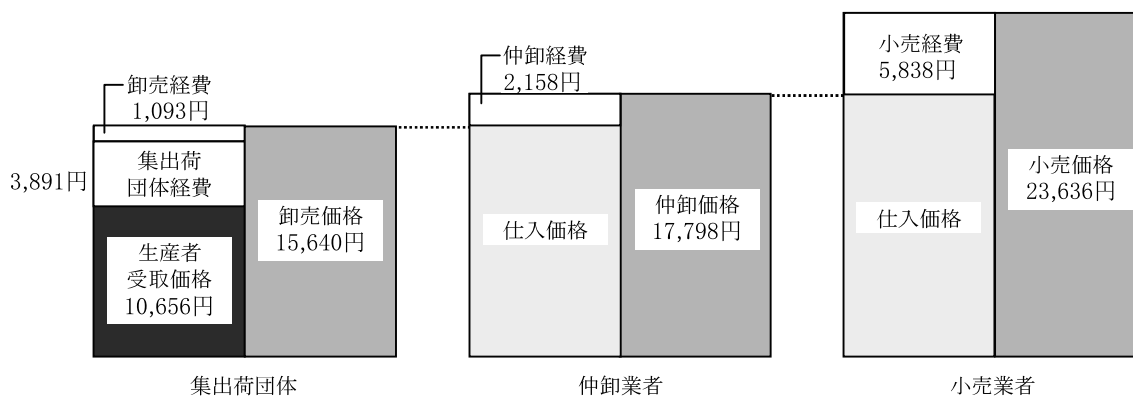 卸売経費
1,093円
3,891円
集出荷
団体経費
生産者
受取価格
10,656円
卸売価格
15,640円
集出荷団体
仲卸経費
2,158円
仕入価格
仲卸価格
17,798円
仲卸業者
小売経費
5,838円
仕入価格
小売価格
23,636円
小売業者